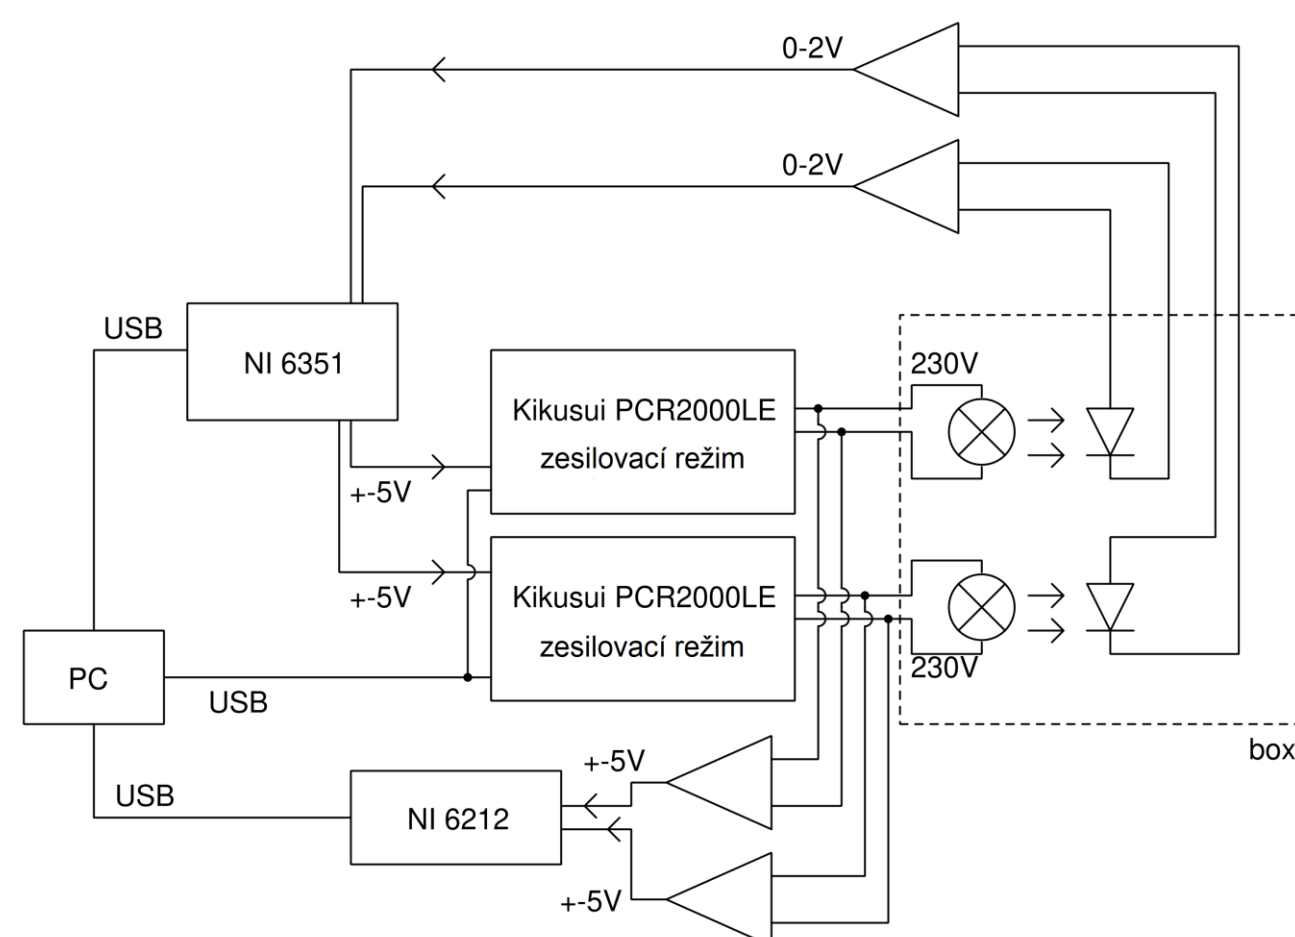 0-2V
0-2V
USB
NI 6351
230V
Kikusui PCR2000LE
zesilovací režim
+-5V
Kikusui PCR2000LE
+-5V
zesilovací režim
230V
PC
USB
box
+-5V
USB
NI 6212
+-5V